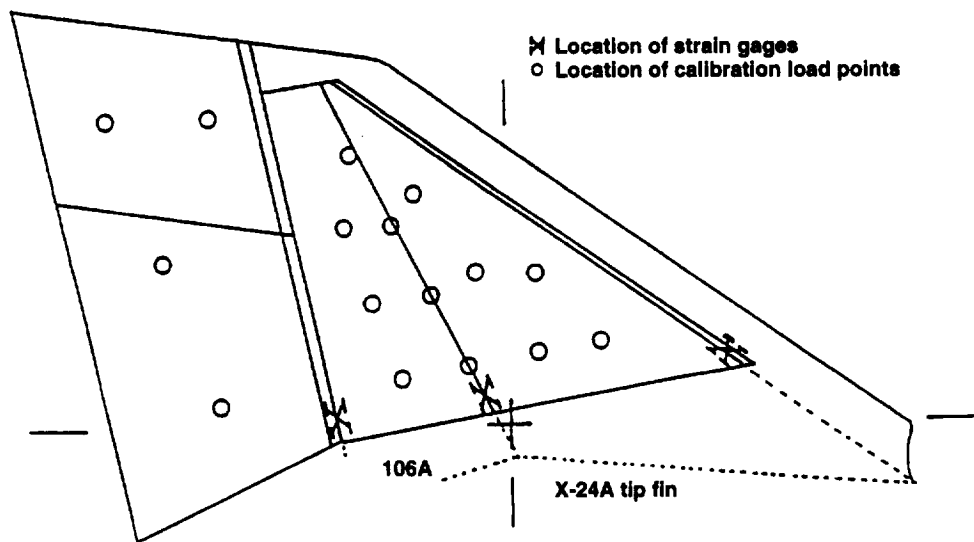 Location of strain gages
Location of calibration load points
106A
X-24A tip fin